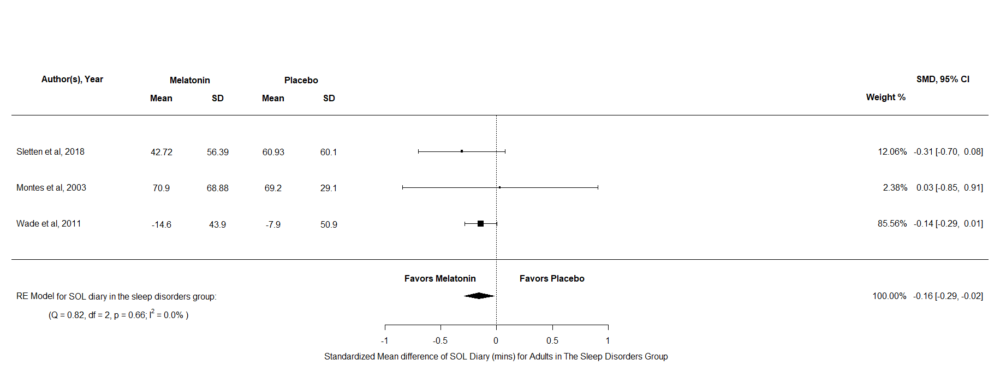 Author(s), Year Melatonin Placebo SMD, 95% CI
Mean SD Mean SD Weight %
Sletten et al, 2018 42.72 56.39 60.93 60.1 12.06% -0.31 [-0.70, 0.08]
Montes et al, 2003 70.9 68.88 69.2 29.1 2.38% 0.03 [-0.85, 0.91]
Wade et al, 2011 -14.6 43.9 -7.9 50.9 85.56% -0.14 [-0.29, 0.01]
Favors Melatonin Favors Placebo
RE Model for SOL diary in the sleep disorders group: 100.00% -0.16 [-0.29, -0.02]
(Q = 0.82, df = 2, p = 0.66; I² = 0.0% )
-1 -0.5 0 0.5 1
Standardized Mean difference of SOL Diary (mins) for Adults in The Sleep Disorders Group